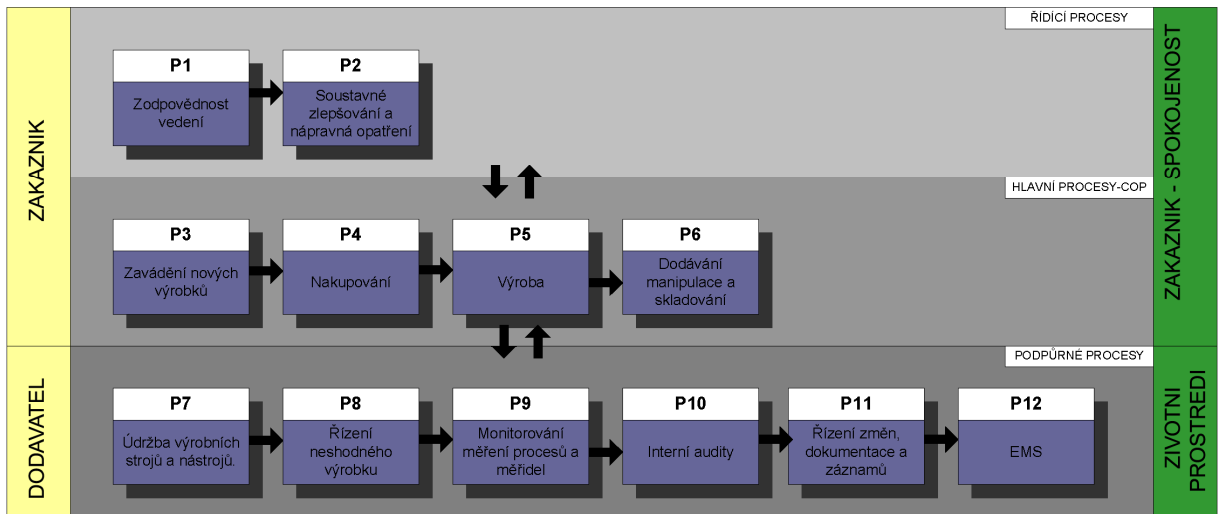 ZAKAZNIK
ŘÍDÍCÍ PROCESY
P1
Zodpovědnost
vedení
P2
Soustavné
zlepšování a
nápravná opatření
ZAKAZNIK - SPOKOJENOST
HLAVNÍ PROCESY-COP
P3
Zavádění nových
výrobků
P4
Nakupování
P5
Výroba
P6
Dodávání
manipulace a
skladování
DODAVATEL
PODPŮRNÉ PROCESY
P7
Údržba výrobních
strojů a nástrojů.
P8
Řízení
neshodného
výrobku
P9
Monitorování
měření procesů a
měřidel
P10
Interní audity
P11
Řízení změn,
dokumentace a
záznamů
P12
EMS
ZIVOTNI
PROSTREDI